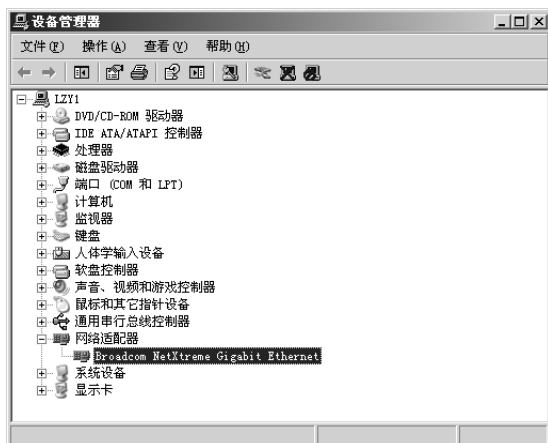 设备管理器
文件(F) 操作(A) 查看(V) 帮助(H)
LZY1
DVD/CD-ROM 驱动器
IDE ATA/ATAPI 控制器
处理器
磁盘驱动器
端口 (COM 和 LPT)
计算机
监视器
键盘
人体学输入设备
软盘控制器
声音、视频和游戏控制器
鼠标和其它指针设备
通用串行总线控制器
网络适配器
Broadcom NetXtreme Gigabit Ethernet
系统设备
显示卡